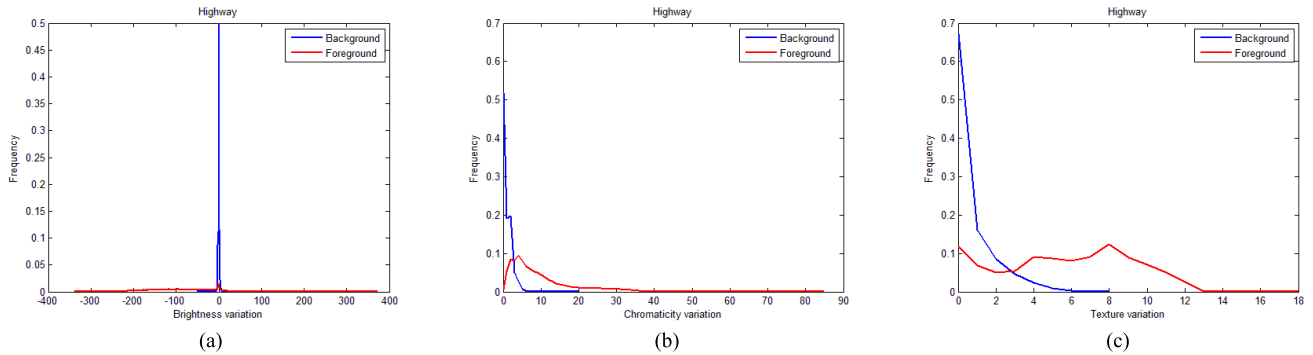 Highway
0.5
0.45
0.4
0.35
0.3
0.25
0.2
0.15
0.1
0.05
0
Frequency
Background
Foreground
-400 -300 -200 -100 0 100 200 300 400
Brightness variation
(a)
Highway
0.7
0.6
0.5
0.4
0.3
0.2
0.1
0
Frequency
Background
Foreground
0 10 20 30 40 50 60 70 80 90
Chromaticity variation
(b)
Highway
0.7
0.6
0.5
0.4
0.3
0.2
0.1
0
Frequency
Background
Foreground
0 2 4 6 8 10 12 14 16 18
Texture variation
(c)